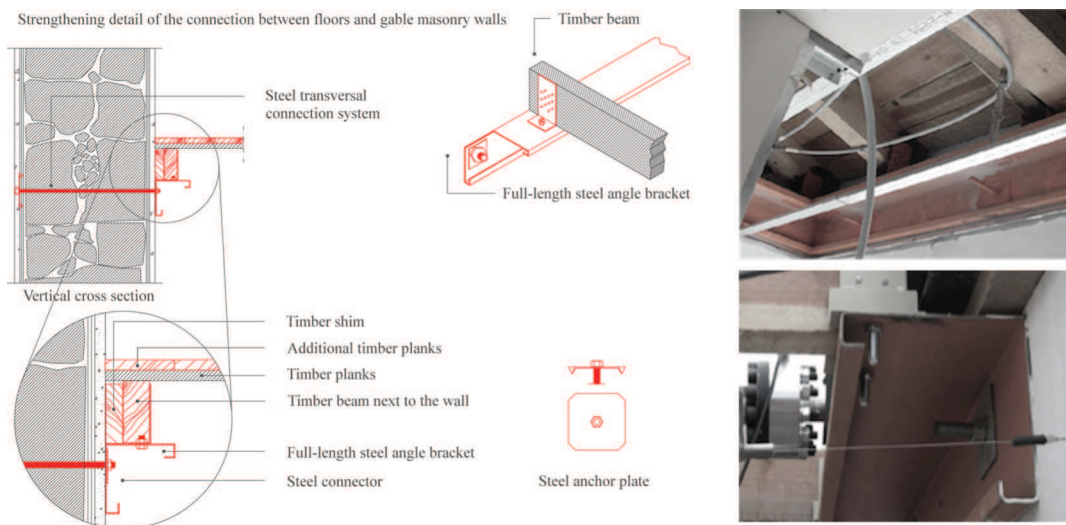 Strengthening detail of the connection between floors and gable masonry walls
Timber beam
Steel transversal
connection system
Full-length steel angle bracket
Vertical cross section
Timber shim
Additional timber planks
Timber planks
Timber beam next to the wall
Full-length steel angle bracket
Steel connector
Steel anchor plate